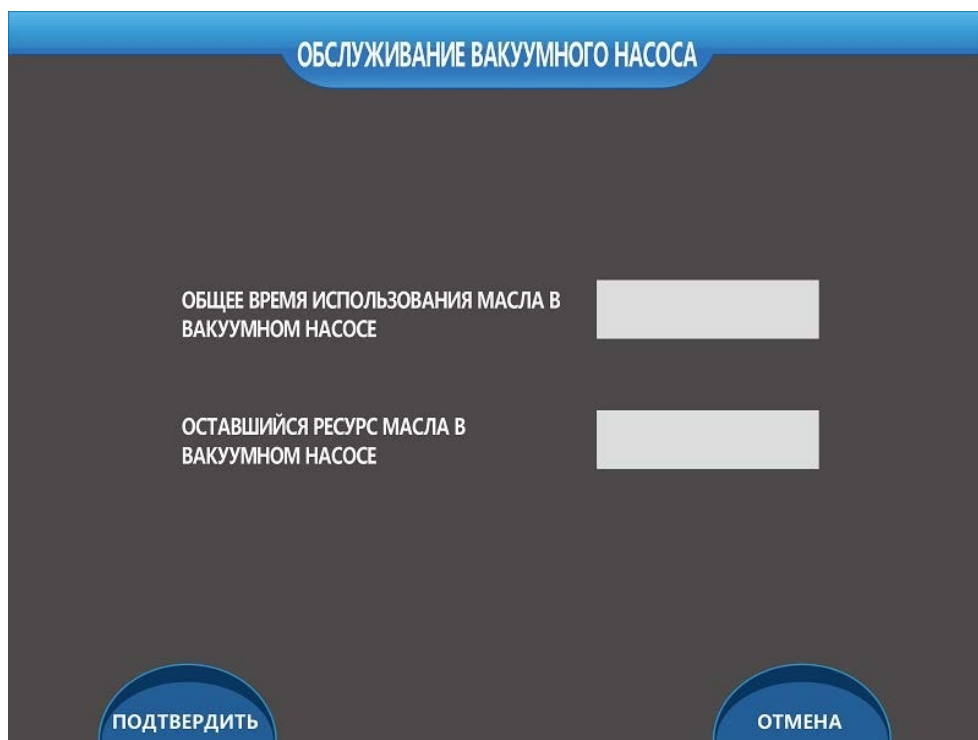 ОБСЛУЖИВАНИЕ ВАКУУМНОГО НАСОСА
ОБЩЕЕ ВРЕМЯ ИСПОЛЬЗОВАНИЯ МАСЛА В
ВАКУУМНОМ НАСОСЕ
ОСТАВШИЙСЯ РЕСУРС МАСЛА В
ВАКУУМНОМ НАСОСЕ
ПОДТВЕРДИТЬ
ОТМЕНА